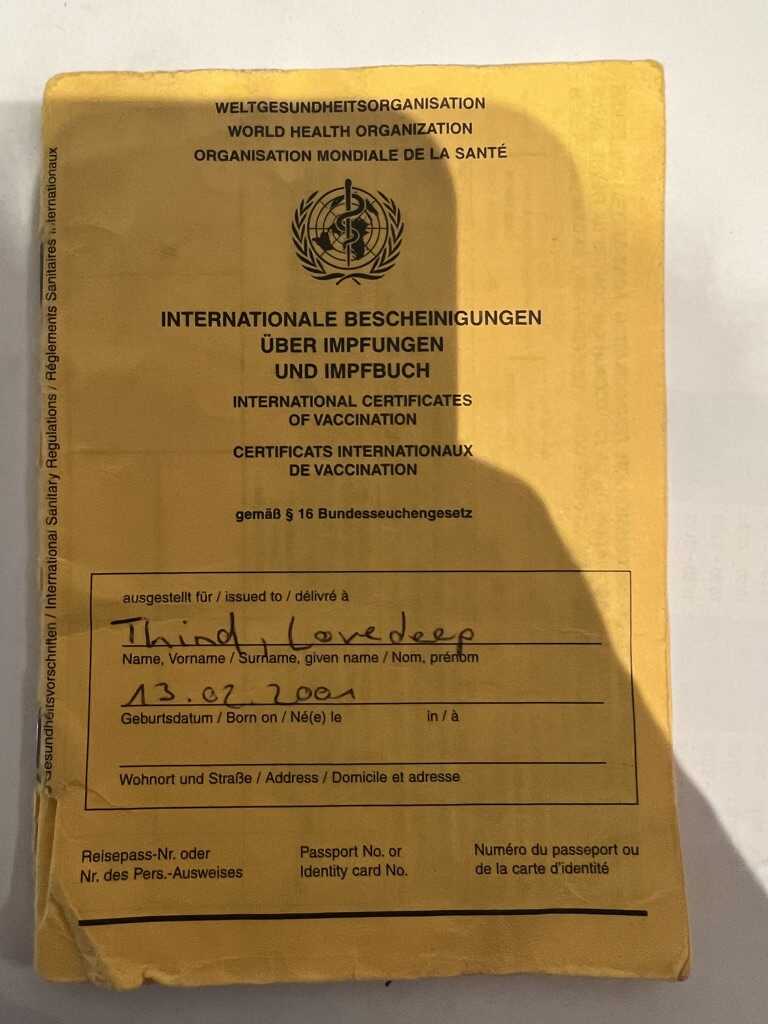 WELTGESUNDHEITSORGANISATION
WORLD HEALTH ORGANIZATION
ORGANISATION MONDIALE DE LA SANTÉ
INTERNATIONALE BESCHEINIGUNGEN
ÜBER IMPFUNGEN
UND IMPFBUCH
INTERNATIONAL CERTIFICATES
OF VACCINATION
CERTIFICATS INTERNATIONAUX
DE VACCINATION
gemäß § 16 Bundesseuchengesetz
ausgestellt für / issued to / délivré à
Thind, Lovedeep
Name, Vorname / Surname, given name / Nom, prénom
13.02.2001
Geburtsdatum / Born on / Né(e) le in / à
Wohnort und Straße / Address / Domicile et adresse
Reisepass-Nr. oder Passport No. or Numéro du passeport ou
Nr. des Pers.-Ausweises Identity card No. de la carte d'identité
Gesundheitsvorschriften / International Sanitary Regulations / Réglements Sanitaires Internationaux